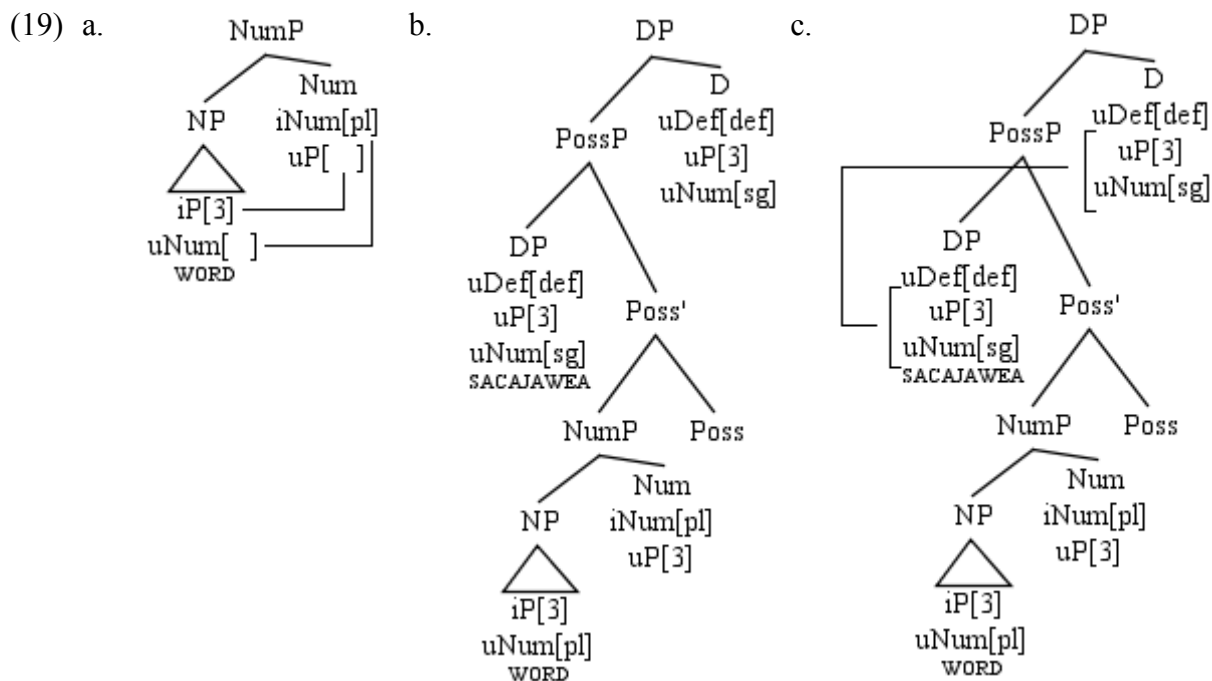 (19) a.
NumP
Num
NP
iNum[pl]
uP[ ]
iP[3]
uNum[ ]
WORD
b.
DP
D
PossP
uDef[def]
uP[3]
uNum[sg]
DP
uDef[def]
uP[3]
uNum[sg]
SACAJAWEA
Poss'
NumP
Poss
Num
NP
iNum[pl]
uP[3]
iP[3]
uNum[pl]
WORD
c.
DP
D
PossP
uDef[def]
uP[3]
uNum[sg]
DP
uDef[def]
uP[3]
uNum[sg]
SACAJAWEA
Poss'
NumP
Poss
Num
NP
iNum[pl]
uP[3]
iP[3]
uNum[pl]
WORD